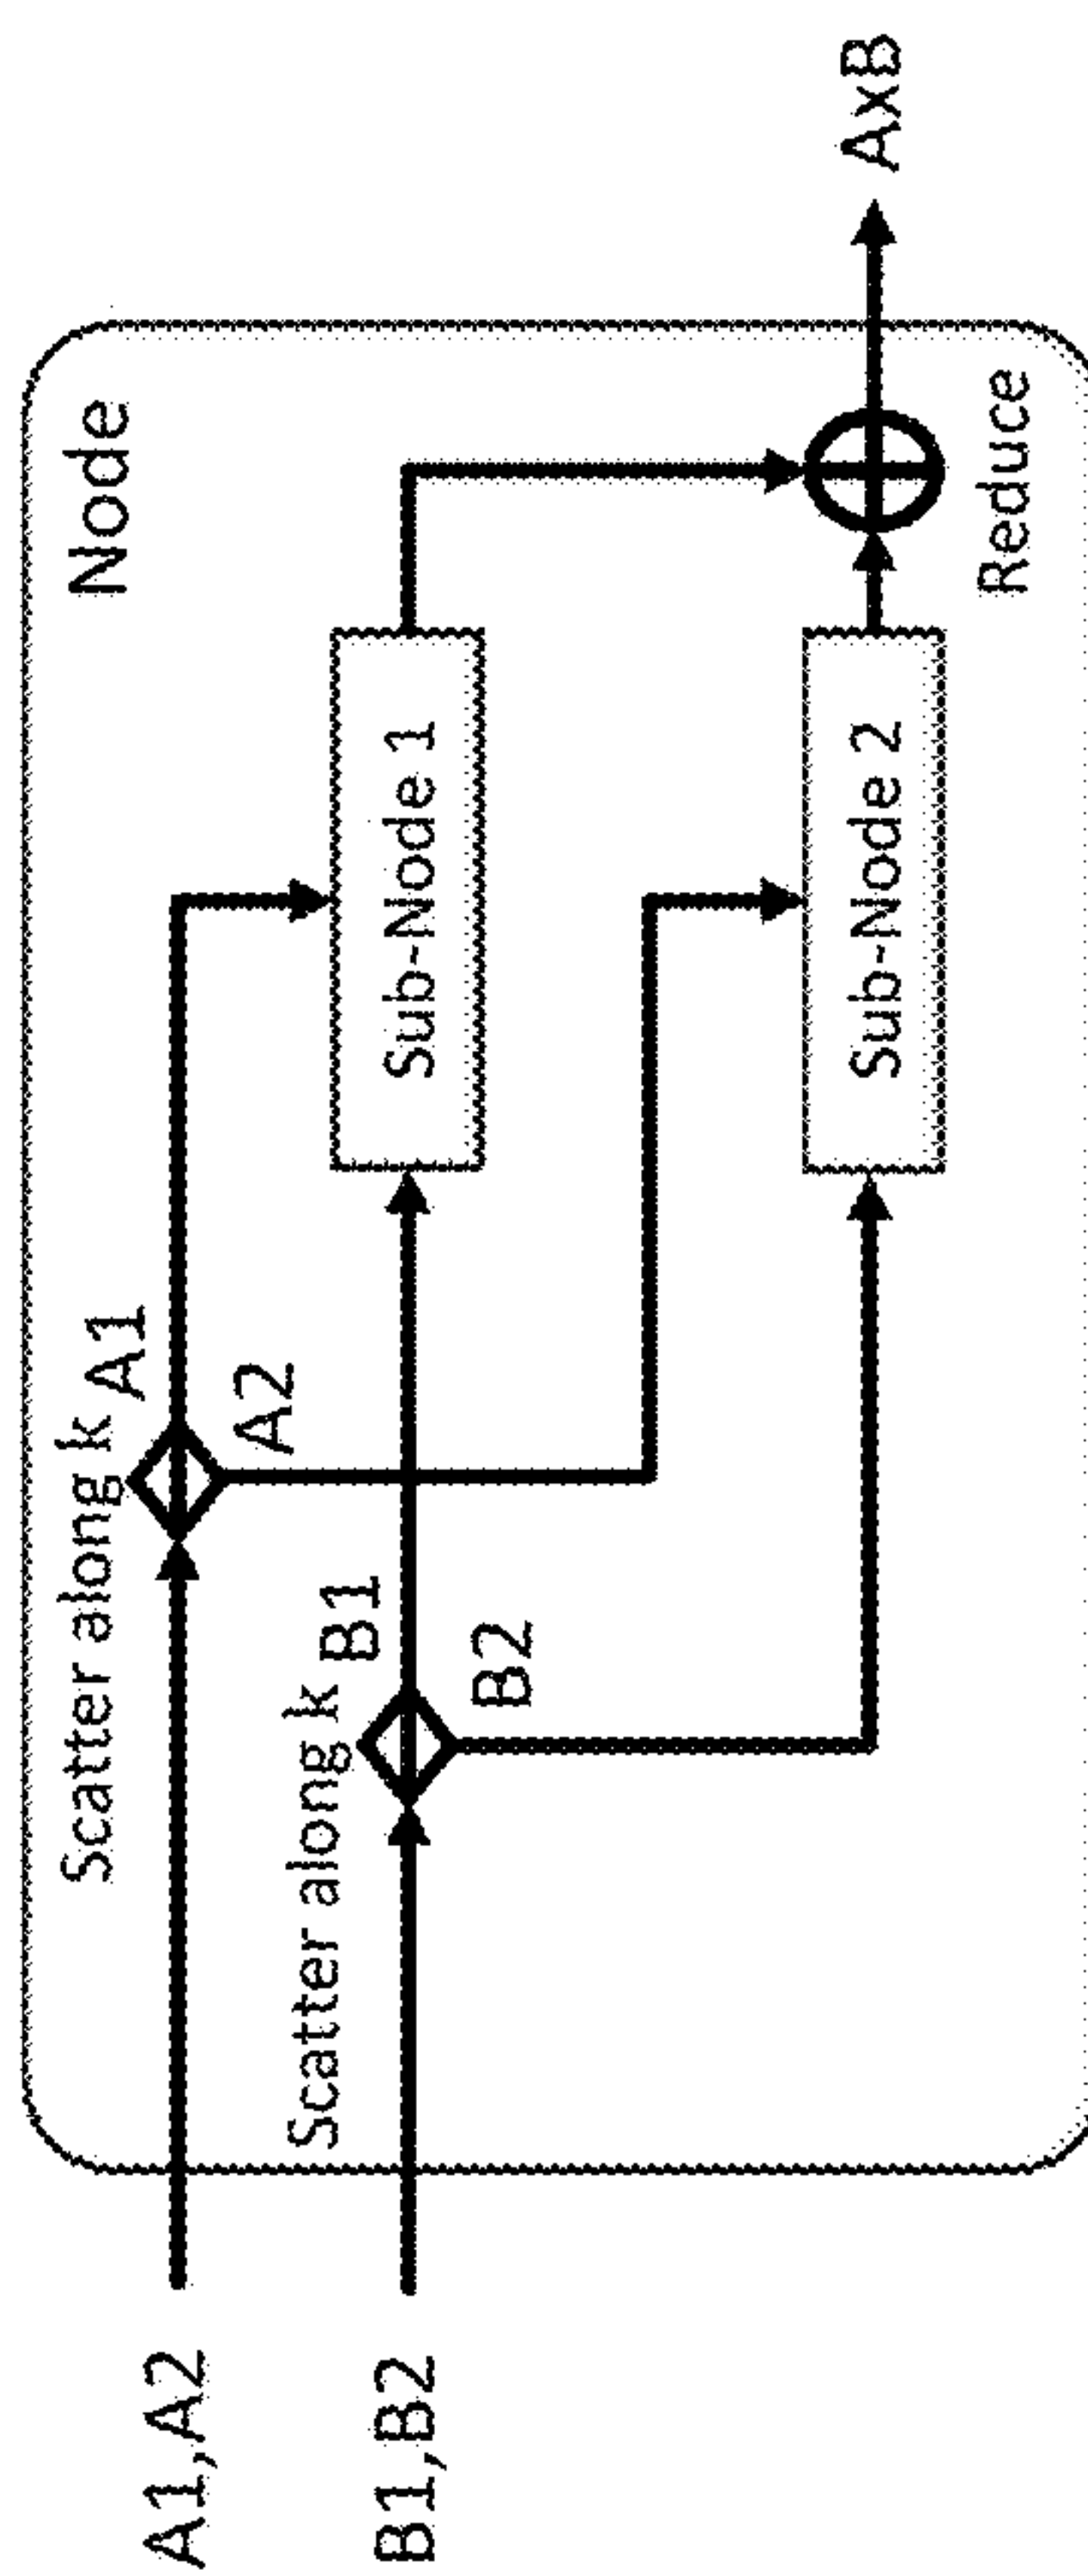 Node
Scatter along k
A1
A1,A2
A2
Scatter along k
B1
Sub-Node 1
B1,B2
B2
Sub-Node 2
AxB
Reduce